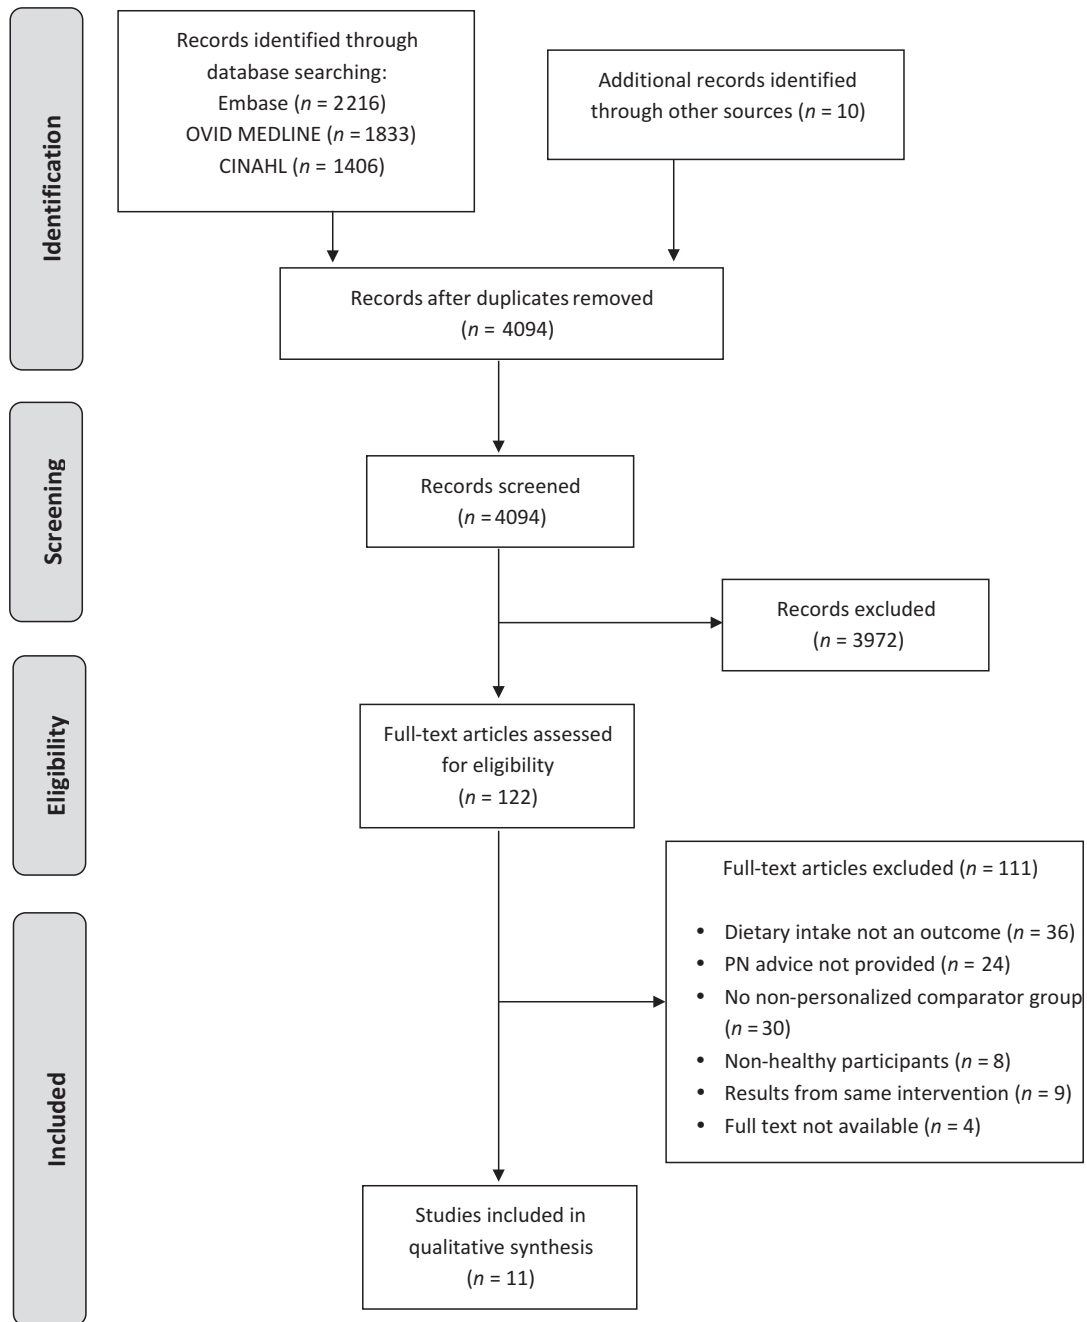 Identification
Records identified through
database searching:
Embase (n = 2216)
OVID MEDLINE (n = 1833)
CINAHL (n = 1406)
Additional records identified
through other sources (n = 10)
Records after duplicates removed
(n = 4094)
Screening
Records screened
(n = 4094)
Records excluded
(n = 3972)
Eligibility
Full-text articles assessed
for eligibility
(n = 122)
Full-text articles excluded (n = 111)
• Dietary intake not an outcome (n = 36)
• PN advice not provided (n = 24)
• No non-personalized comparator group
(n = 30)
• Non-healthy participants (n = 8)
• Results from same intervention (n = 9)
• Full text not available (n = 4)
Included
Studies included in
qualitative synthesis
(n = 11)